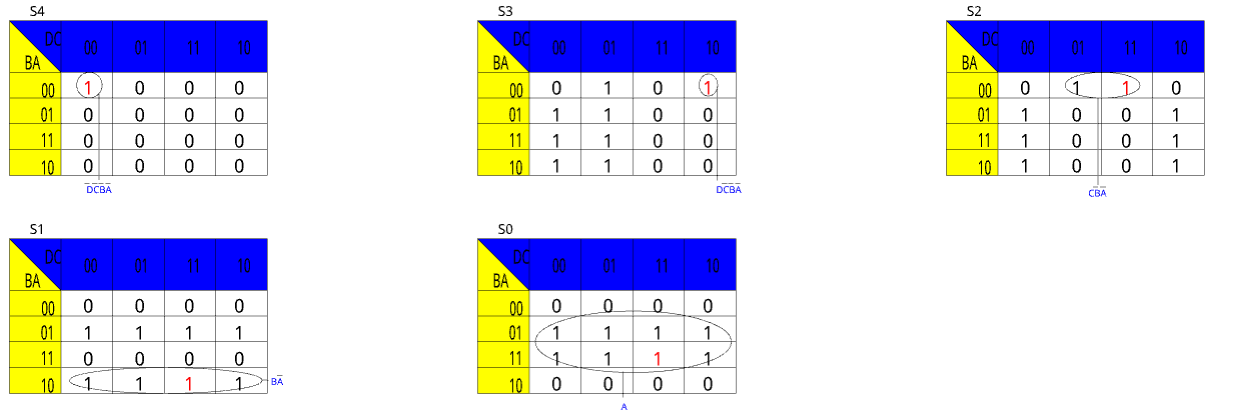 S4
DC 00 01 11 10
BA
00 1 0 0 0
01 0 0 0 0
11 0 0 0 0
10 0 0 0 0
D̅C̅B̅A̅
S3
DC 00 01 11 10
BA
00 0 1 0 1
01 1 1 0 0
11 1 1 0 0
10 1 1 0 0
DC̅B̅A̅
S2
DC 00 01 11 10
BA
00 0 1 1 0
01 1 0 0 1
11 1 0 0 1
10 1 0 0 1
CB̅A̅
S1
DC 00 01 11 10
BA
00 0 0 0 0
01 1 1 1 1
11 0 0 0 0
10 1 1 1 1
BA̅
S0
DC 00 01 11 10
BA
00 0 0 0 0
01 1 1 1 1
11 1 1 1 1
10 0 0 0 0
A